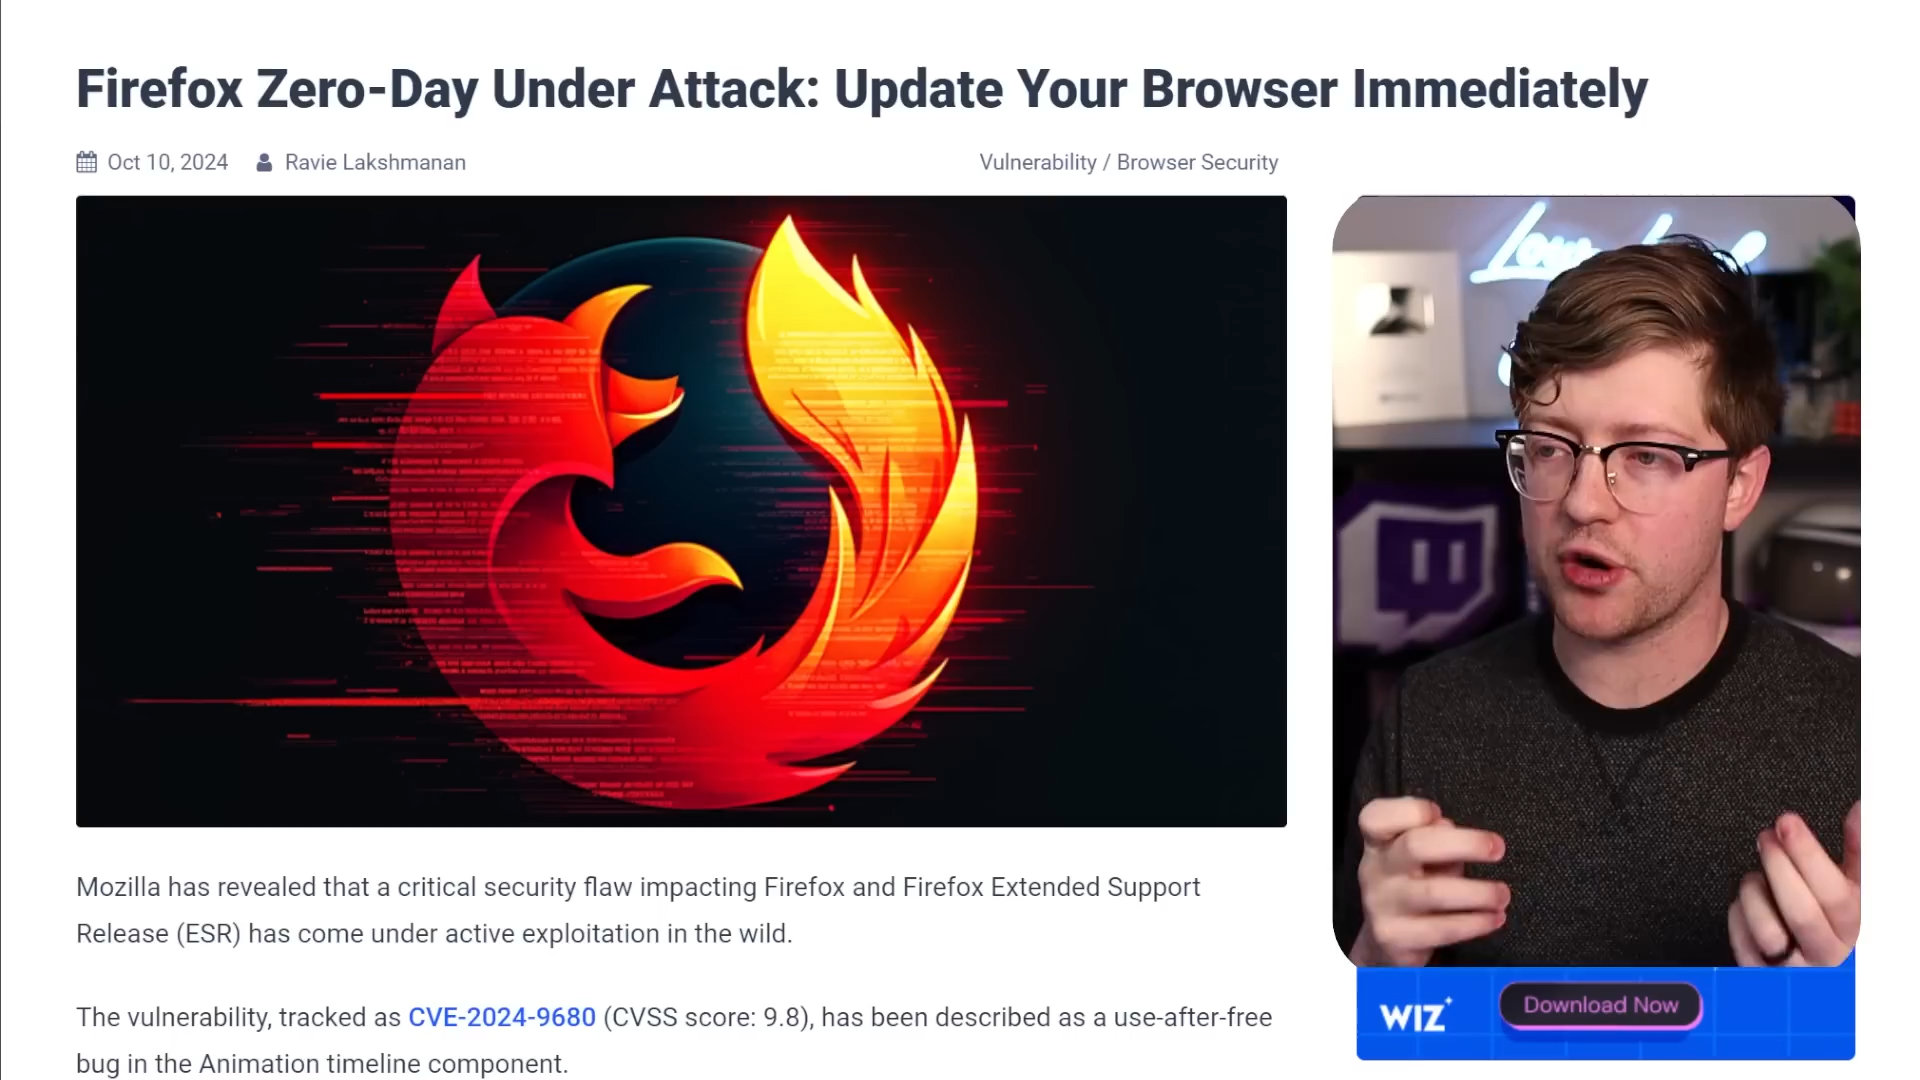 Firefox Zero-Day Under Attack: Update Your Browser Immediately
Oct 10, 2024 Ravie Lakshmanan Vulnerability / Browser Security
Mozilla has revealed that a critical security flaw impacting Firefox and Firefox Extended Support
Release (ESR) has come under active exploitation in the wild.
The vulnerability, tracked as CVE-2024-9680 (CVSS score: 9.8), has been described as a use-after-free
bug in the Animation timeline component.
WIZ
Download Now